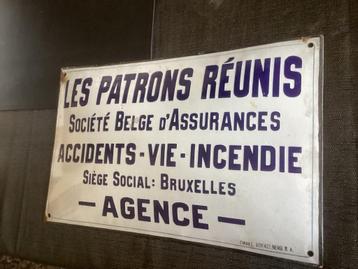 LES PATRONS RÉUNIS
SOCIÉTÉ BELGE D'ASSURANCES
ACCIDENTS-VIE-INCENDIE
SIÈGE SOCIAL: BRUXELLES
— AGENCE —